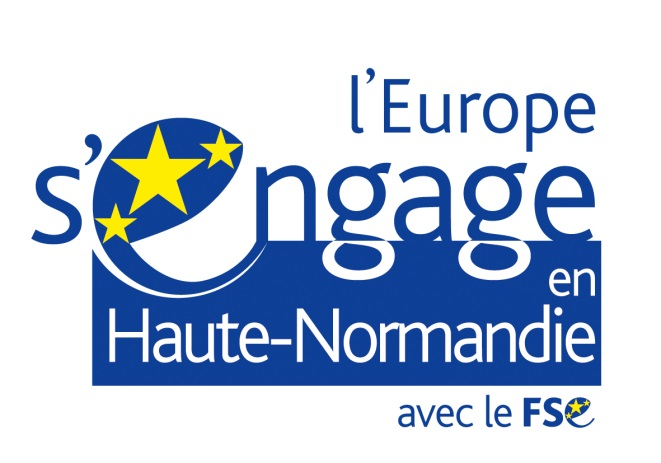 l'Europe
s'engage
en
Haute-Normandie
avec le FSe